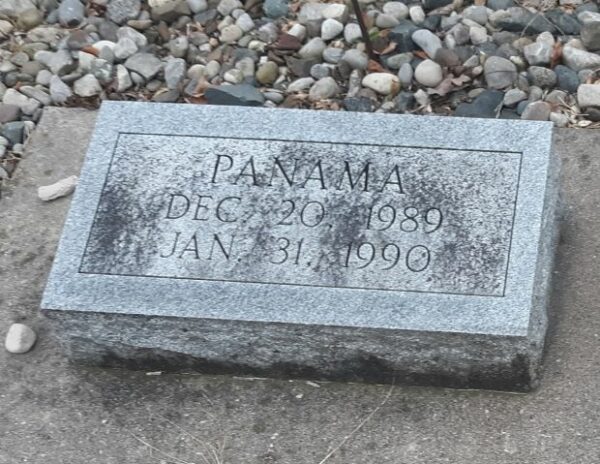 PANAMA
DEC. 20, 1989
JAN. 31, 1990